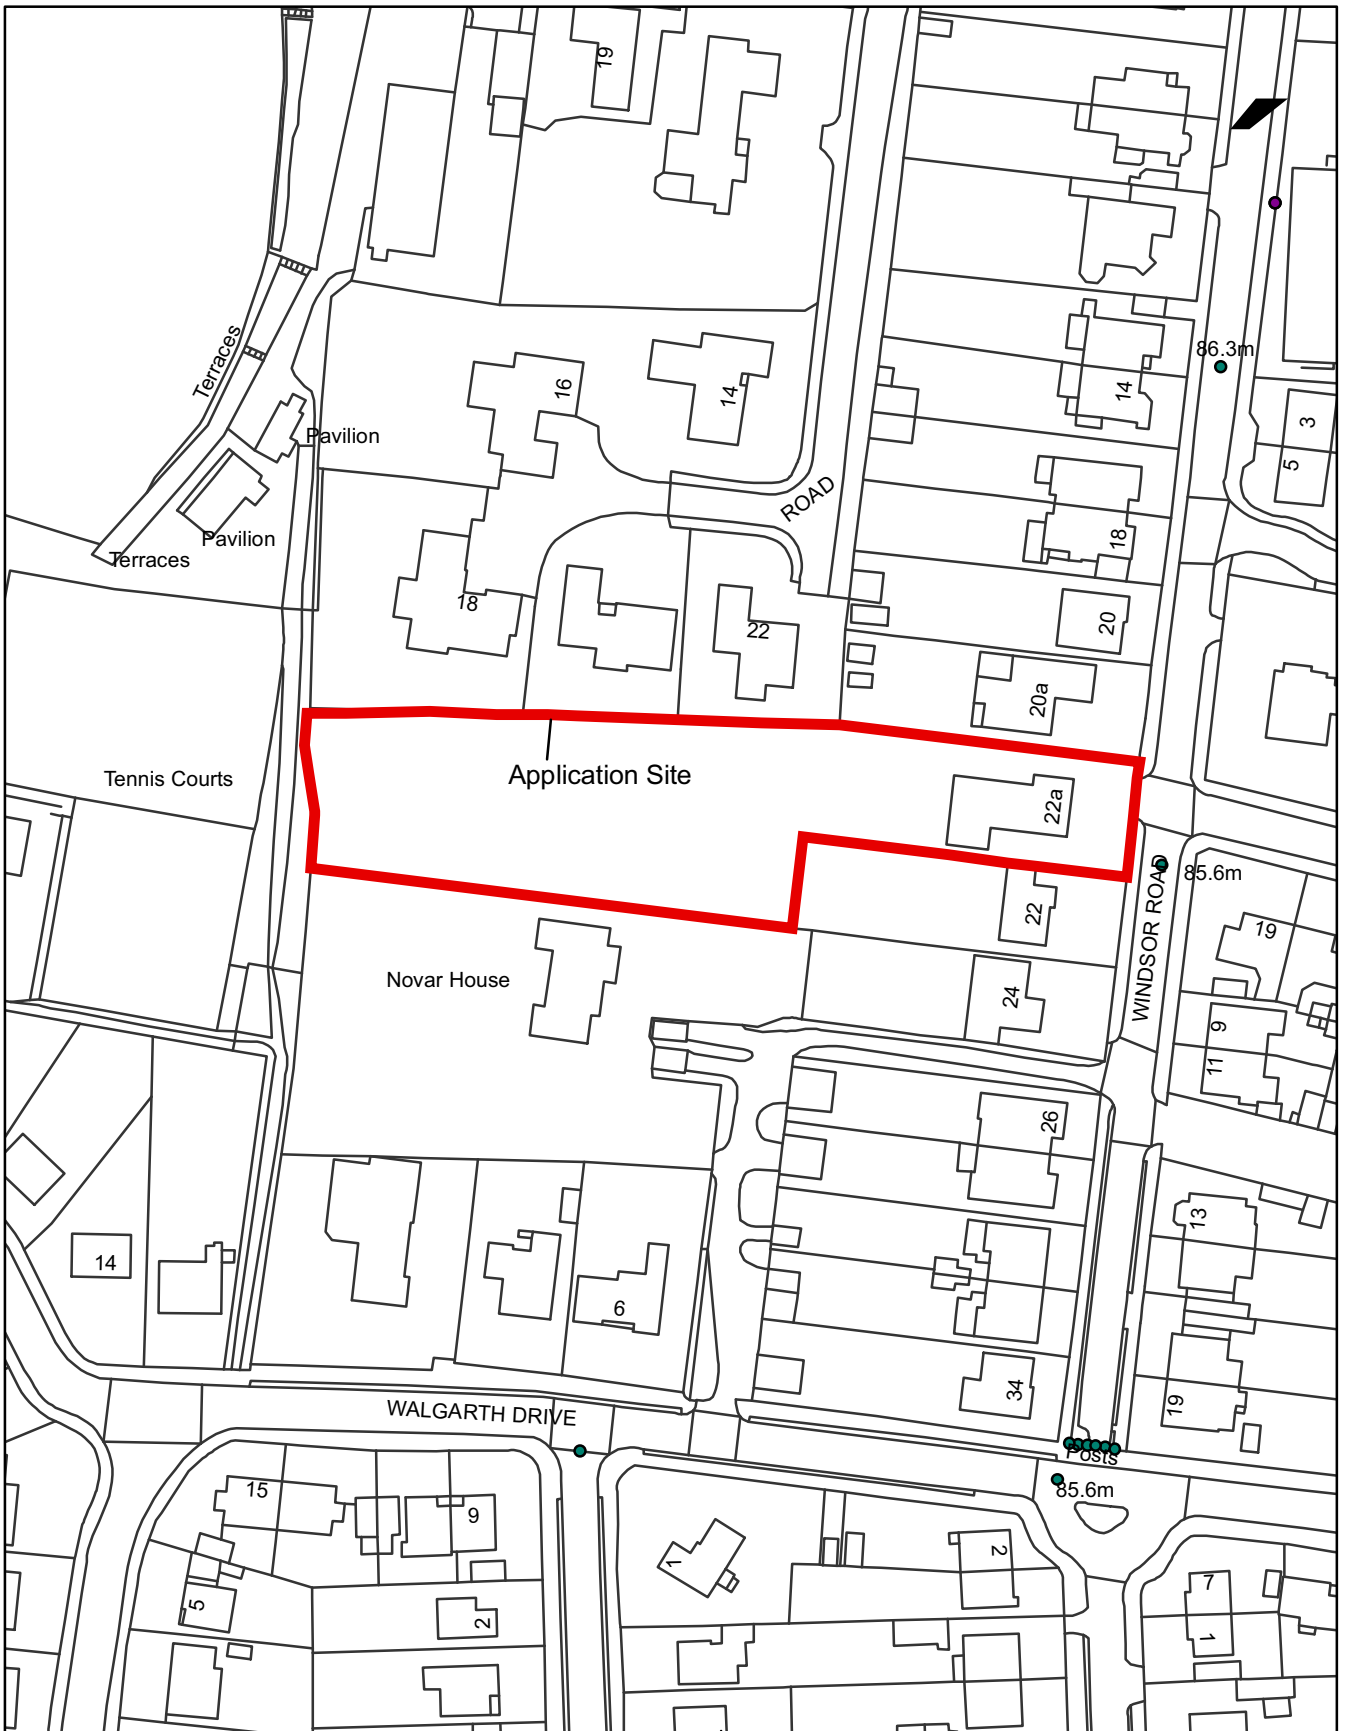 19
Terraces
86.3m
16
14
14
3
Pavilion
5
ROAD
18
Pavilion
Terraces
18
20
22
20a
Application Site
Tennis Courts
22a
WINDSOR ROAD
85.6m
22
19
Novar House
24
9
11
26
13
14
6
34
19
WALGARTH DRIVE
Posts
85.6m
15
9
1
2
5
2
7
1